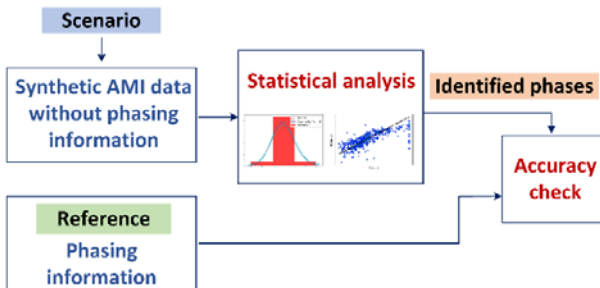 Scenario
Synthetic AMI data
without phasing
information
Statistical analysis
Identified phases
Accuracy
check
Reference
Phasing
information